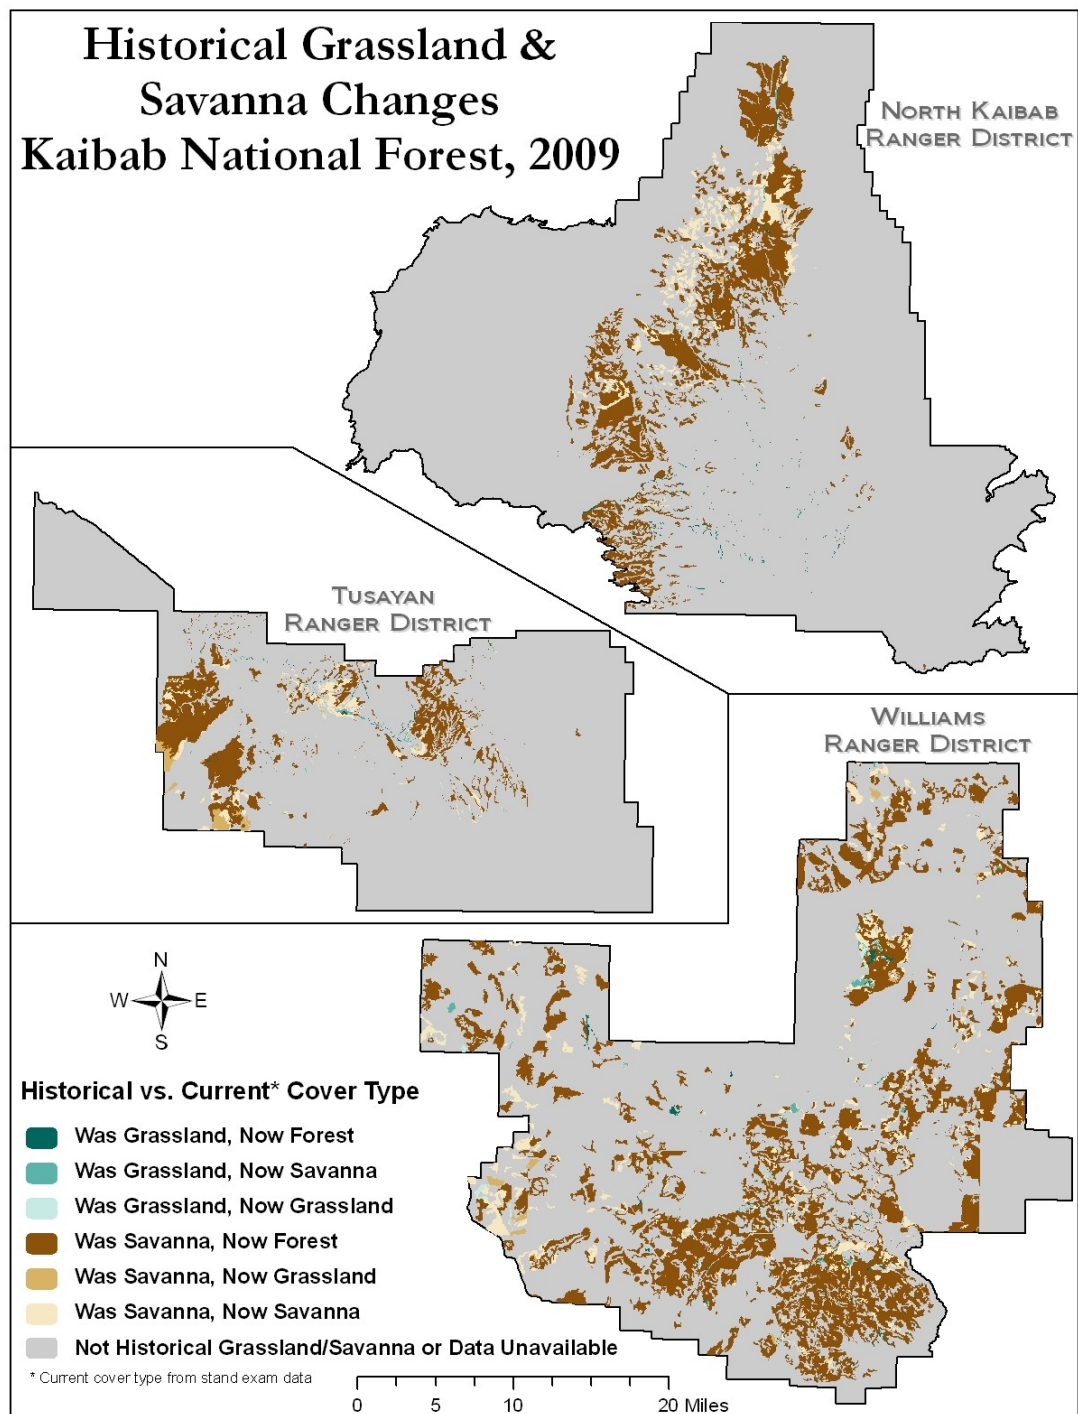 Historical Grassland &
Savanna Changes
Kaibab National Forest, 2009
North Kaibab
Ranger District
Tusayan
Ranger District
Williams
Ranger District
N
W E
S
Historical vs. Current* Cover Type
Was Grassland, Now Forest
Was Grassland, Now Savanna
Was Grassland, Now Grassland
Was Savanna, Now Forest
Was Savanna, Now Grassland
Was Savanna, Now Savanna
Not Historical Grassland/Savanna or Data Unavailable
* Current cover type from stand exam data
0 5 10 20 Miles